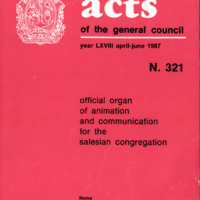 acts
of the general council
year LXVIII april-june 1987
N. 321
official organ
of animation
and communication
for the
salesian congregation
Rome